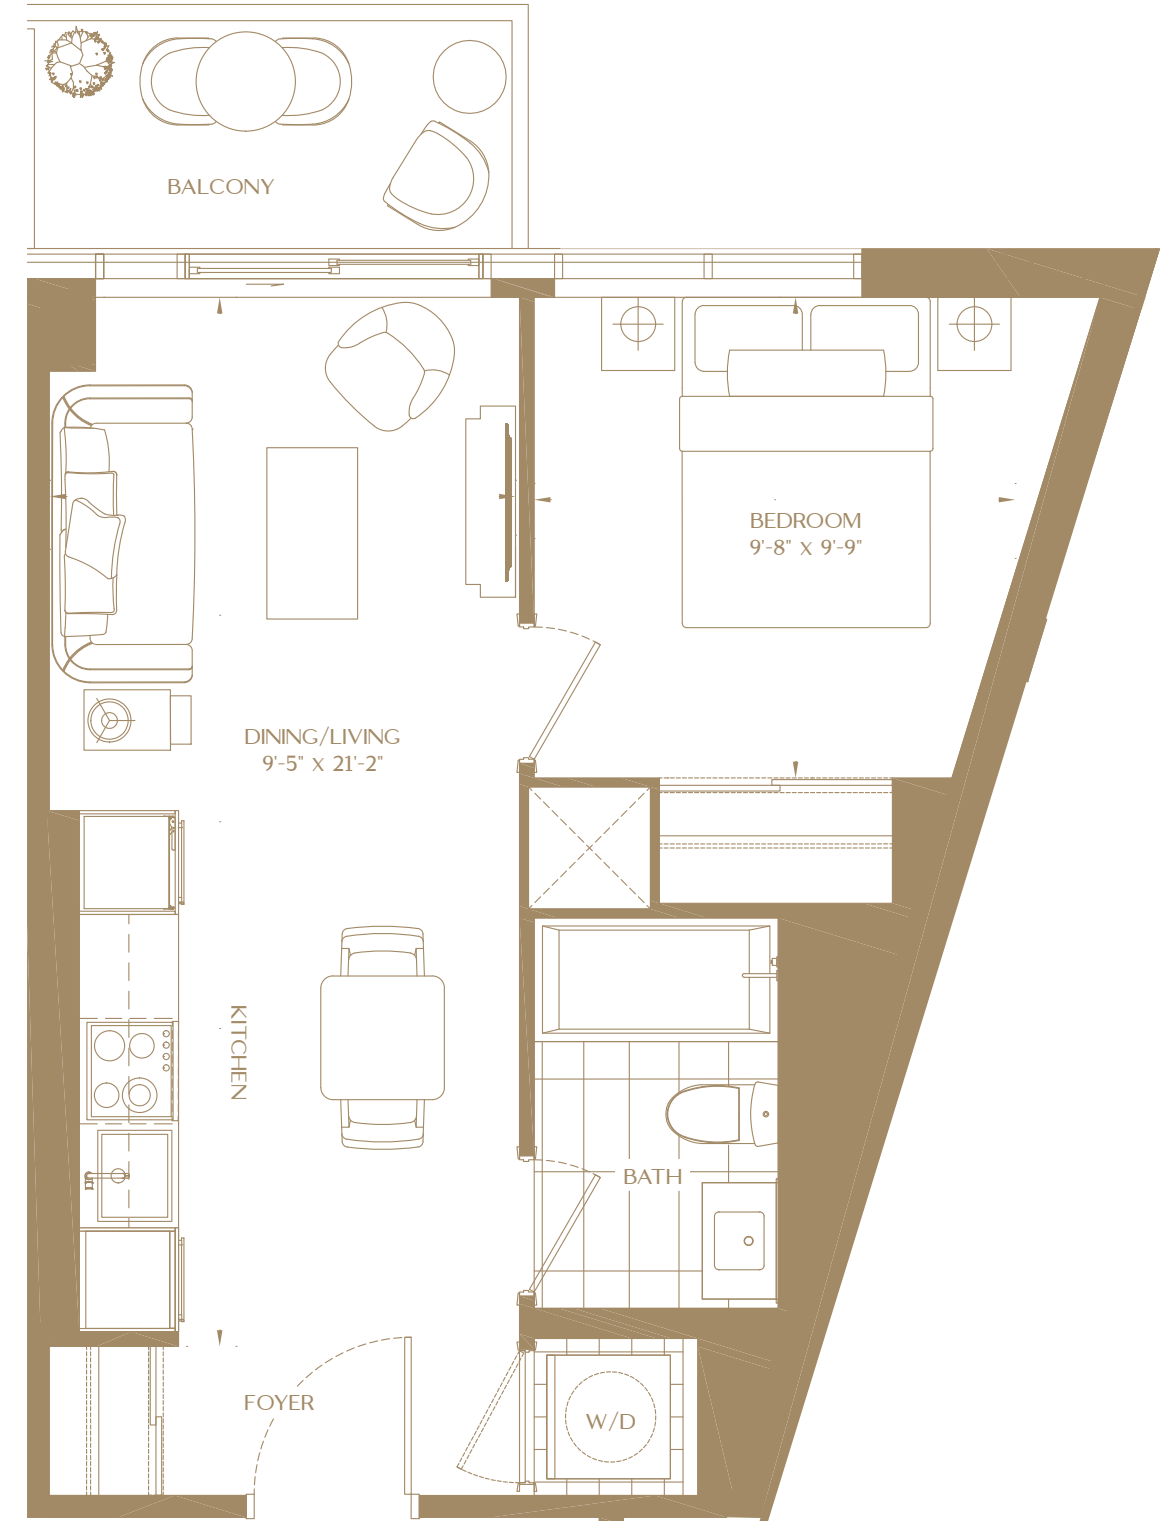 BALCONY
BEDROOM
9'-8" X 9'-9"
DINING/LIVING
9'-5" X 21'-2"
KITCHEN
BATH
FOYER
W/D